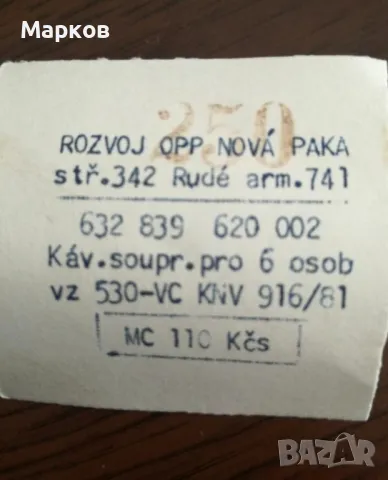 Марков
250
ROZVOJ OPP NOVÁ PAKA
stř.342 Rudé arm.741
632 839 620 002
Káv.soupr.pro 6 osob
vz 530-VC KNV 916/81
MC 110 Kčs
BAZAR